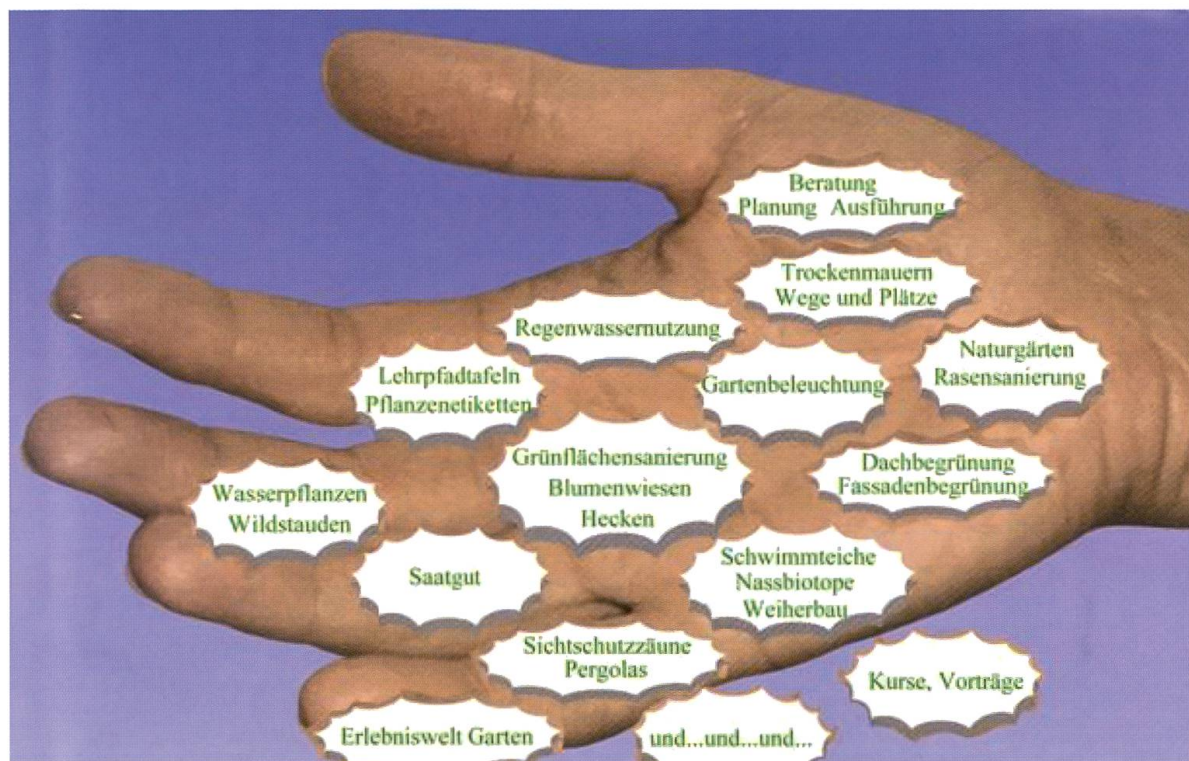 Beratung
Planung Ausführung
Trockenmauern
Wege und Plätze
Regenwassernutzung
Naturgärten
Rasensanierung
Lehrpfadtafeln
Pflanzenetiketten
Gartenbeleuchtung
Grünflächensanierung
Blumenwiesen
Hecken
Dachbegrünung
Fassadenbegrünung
Wasserpflanzen
Wildstauden
Saatgut
Schwimmteiche
Nassbiotope
Weiherbau
Sichtschutzzäune
Pergolas
Kurse, Vorträge
Erlebniswelt Garten
und...und...und...